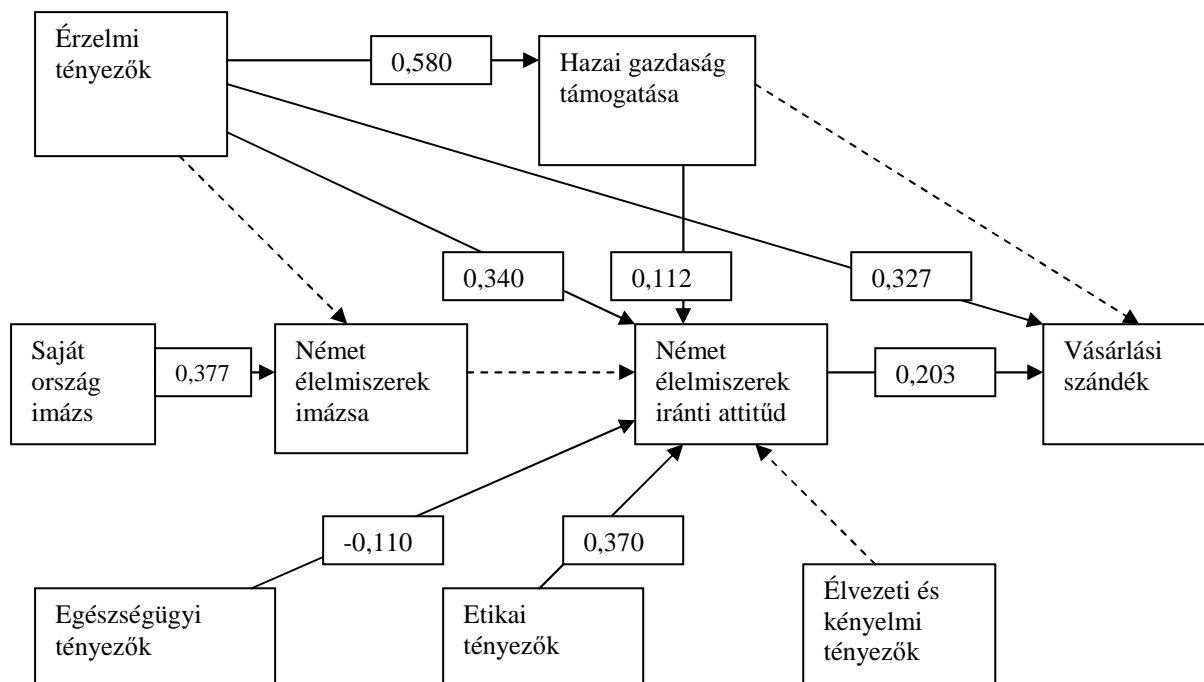 Érzelmi
tényezők
0,580
Hazai gazdaság
támogatása
0,340
0,112
0,327
Saját
ország
imázs
0,377
Német
élelmiszerek
imázsa
Német
élelmiszerek
iránti attitűd
0,203
Vásárlási
szándék
-0,110
0,370
Egészségügyi
tényezők
Etikai
tényezők
Élvezeti és
kényelmi
tényezők